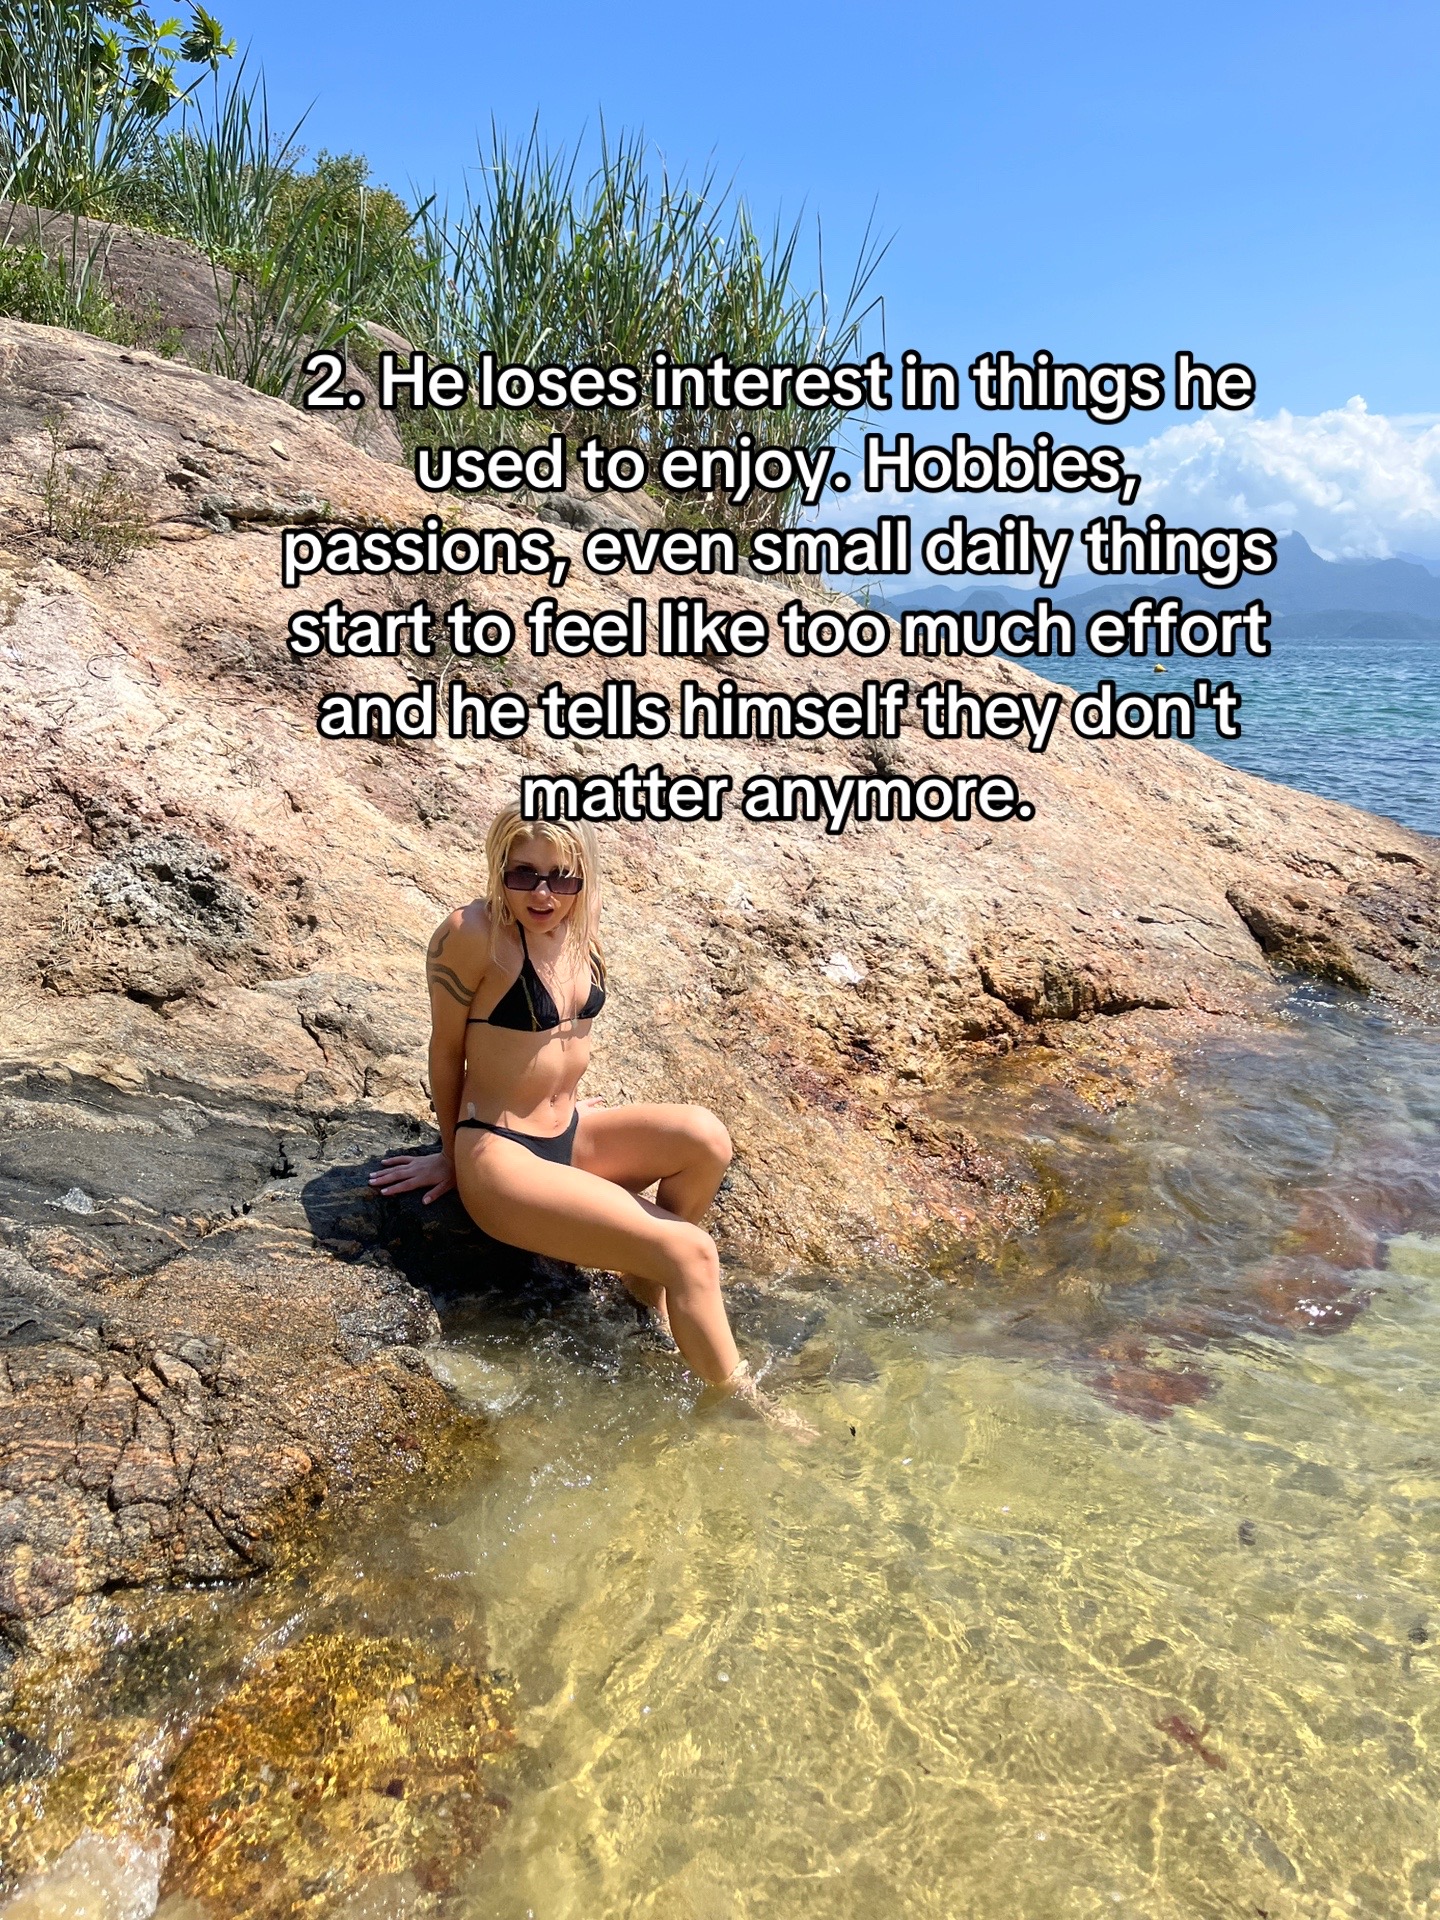 2. He loses interest in things he
used to enjoy. Hobbies,
passions, even small daily things
start to feel like too much effort
and he tells himself they don't
matter anymore.